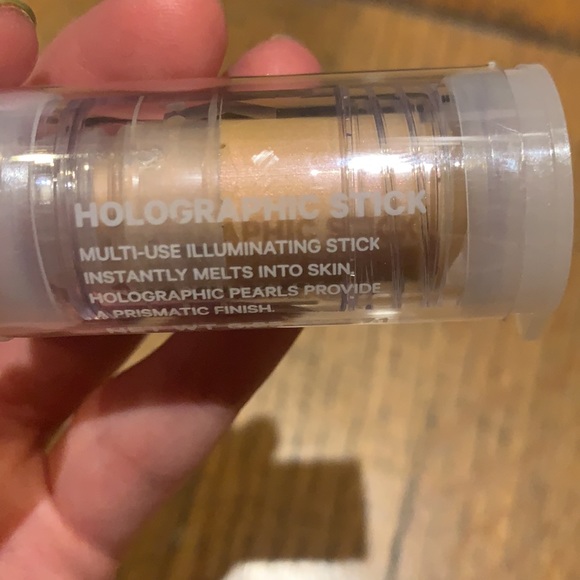 HOLOGRAPHIC STICK
MULTI-USE ILLUMINATING STICK
INSTANTLY MELTS INTO SKIN,
HOLOGRAPHIC PEARLS PROVIDE
A PRISMATIC FINISH.